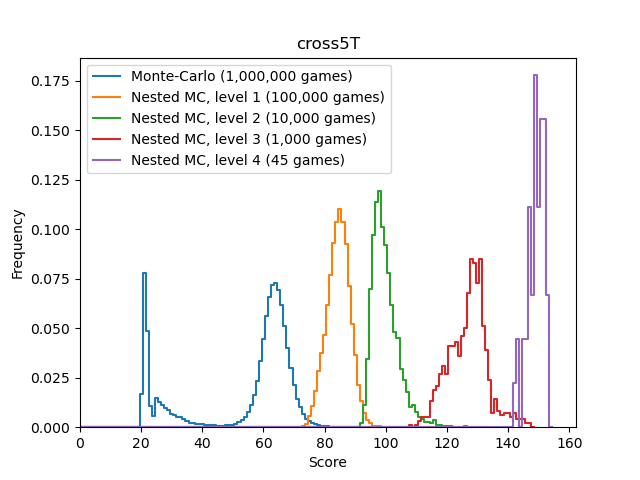 cross5T
Monte-Carlo (1,000,000 games)
Nested MC, level 1 (100,000 games)
Nested MC, level 2 (10,000 games)
Nested MC, level 3 (1,000 games)
Nested MC, level 4 (45 games)
Frequency
0.175
0.150
0.125
0.100
0.075
0.050
0.025
0.000
0 20 40 60 80 100 120 140 160
Score